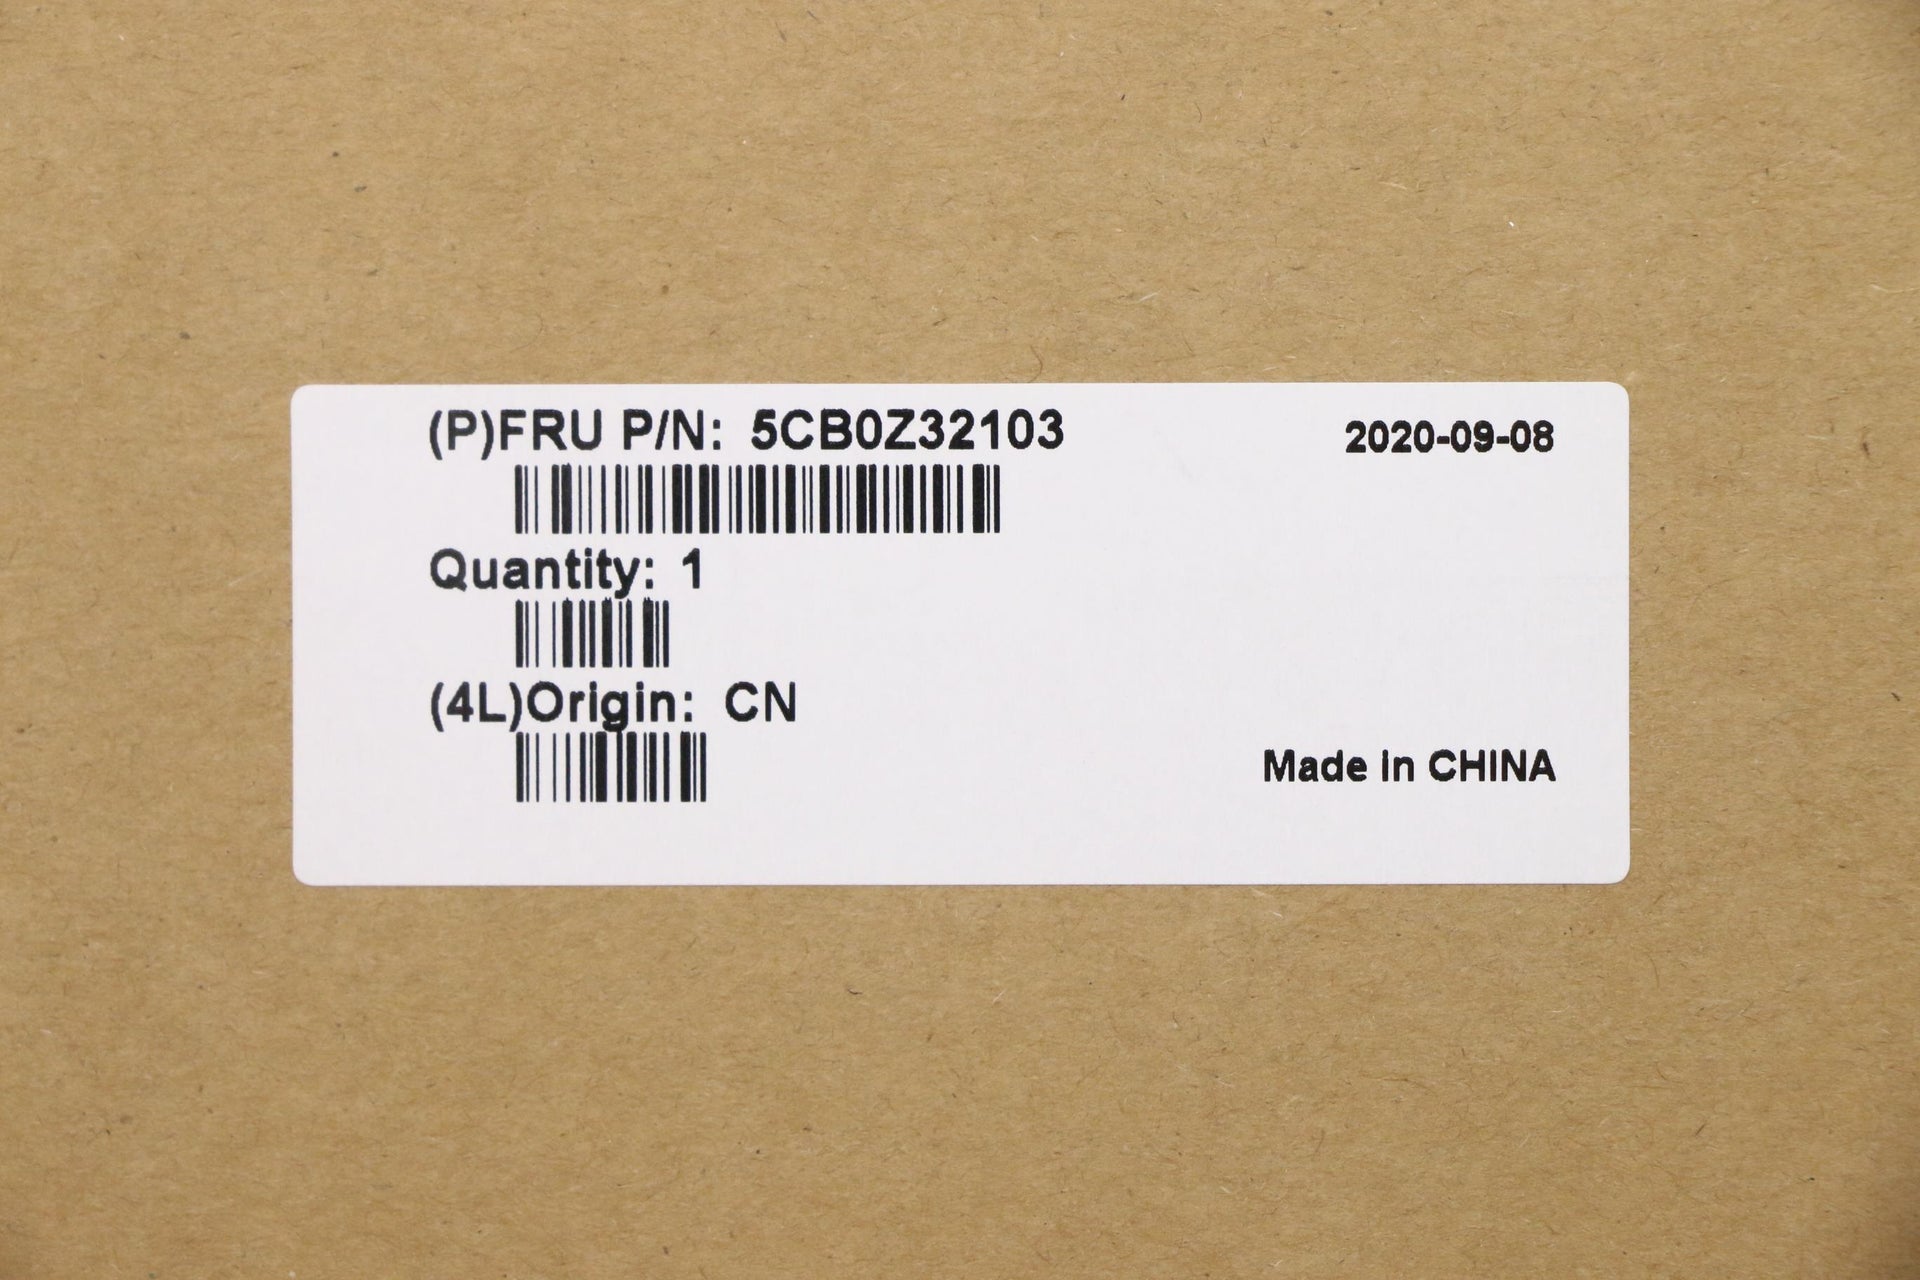 (P)FRU P/N: 5CB0Z32103
2020-09-08
Quantity: 1
(4L)Origin: CN
Made in CHINA